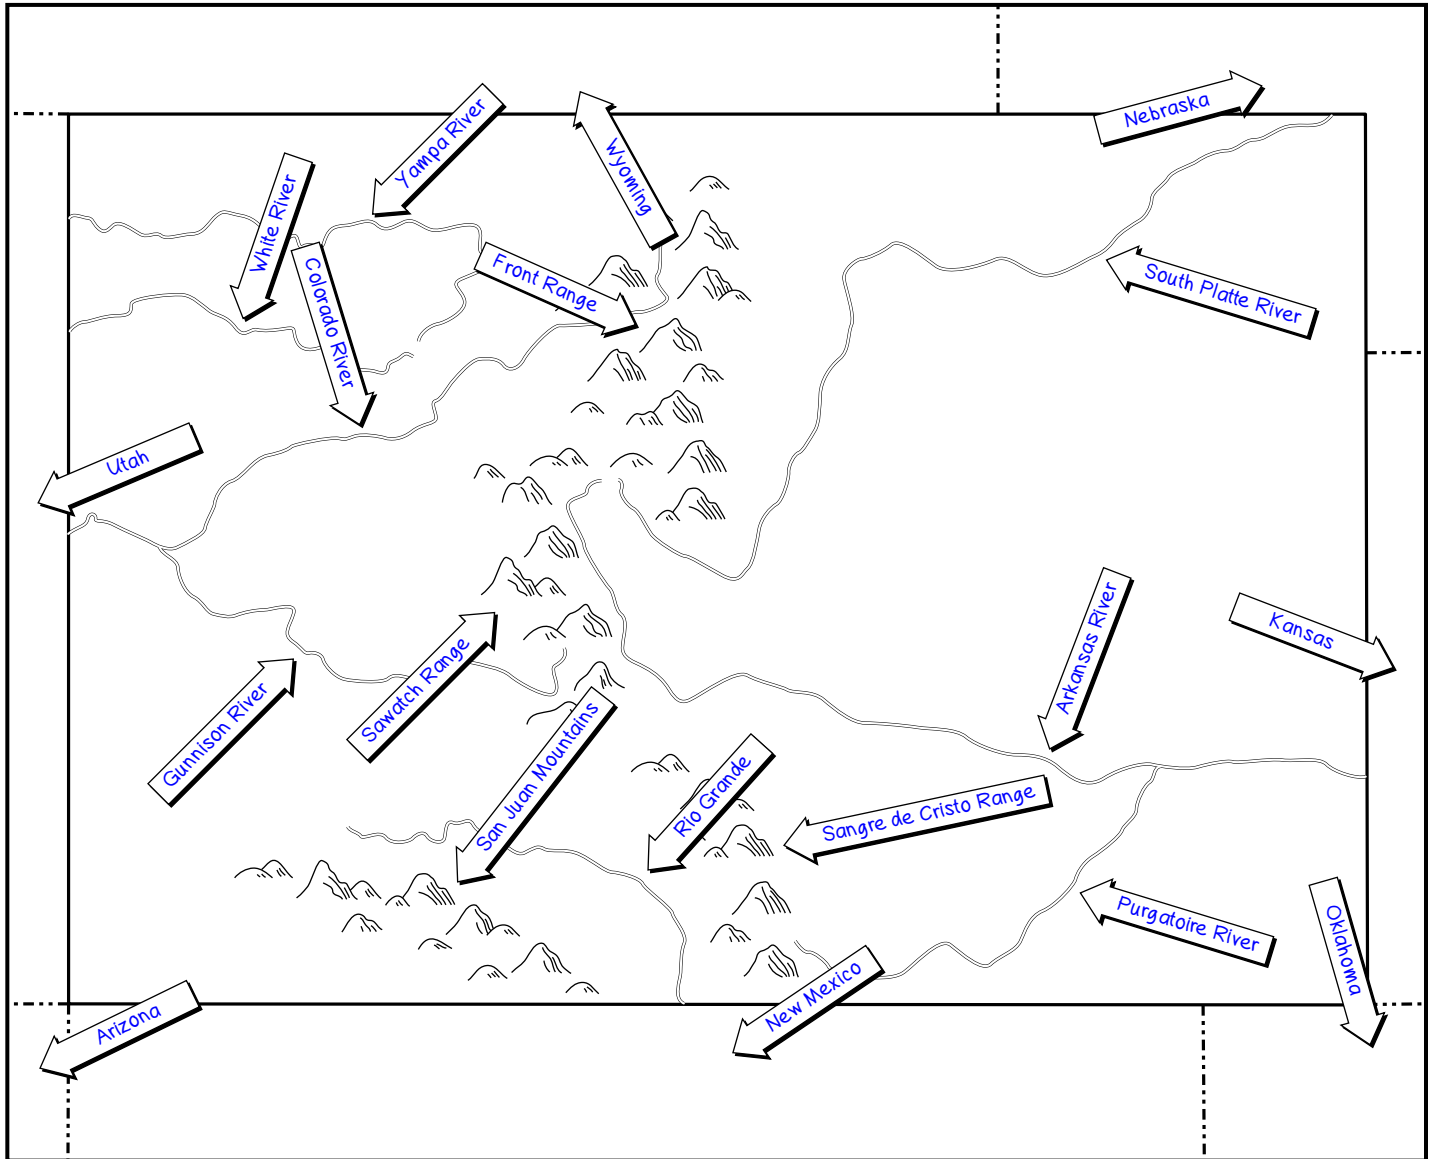 Nebraska
Yampa River
Wyoming
White River
Colorado River
Front Range
South Platte River
Utah
Arkansas River
Kansas
Sawatch Range
Gunnison River
San Juan Mountains
Rio Grande
Sangre de Cristo Range
Purgatoire River
Oklahoma
New Mexico
Arizona